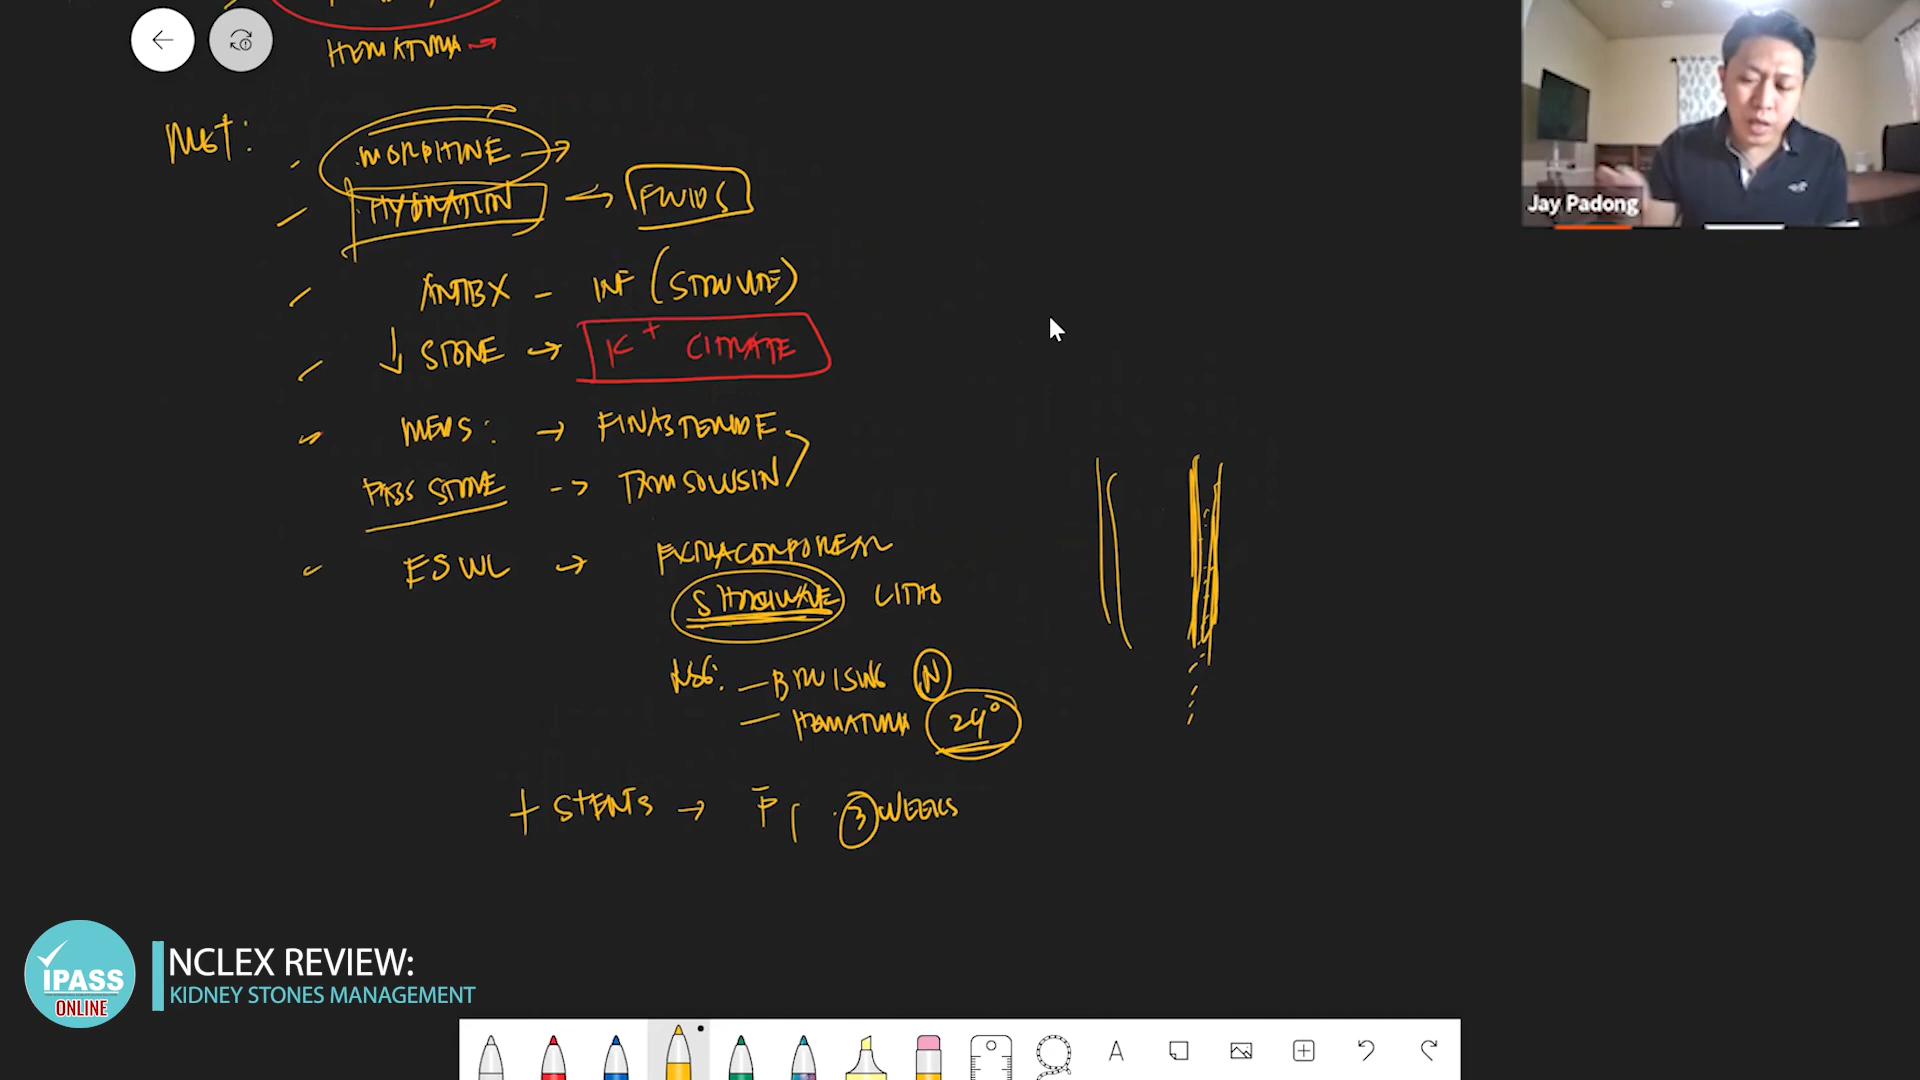 HEMATURIA →
MGT:
MORPHINE →
HYDRATION ← FLUIDS
ANTIBX - INF (STRUVITE)
↓ STONE → K+ CITRATE
MEDS: → FINASTERIDE
PASS STONE -> TAMSULOSIN
ESWL → EXTRACORPOREAL
SHOCKWAVE LITHO
NSG: - BRUISING N
- HEMATURIA 24°
+ STENTS → 3 WEEKS
Jay Padong
IPASS
ONLINE
NCLEX REVIEW:
KIDNEY STONES MANAGEMENT
A